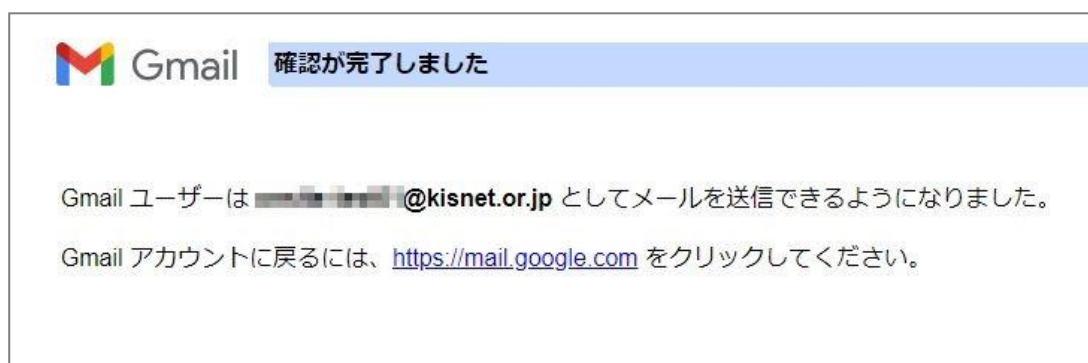 Gmail 確認が完了しました
Gmail ユーザーは @kisnet.or.jp としてメールを送信できるようになりました。
Gmail アカウントに戻るには、https://mail.google.com をクリックしてください。